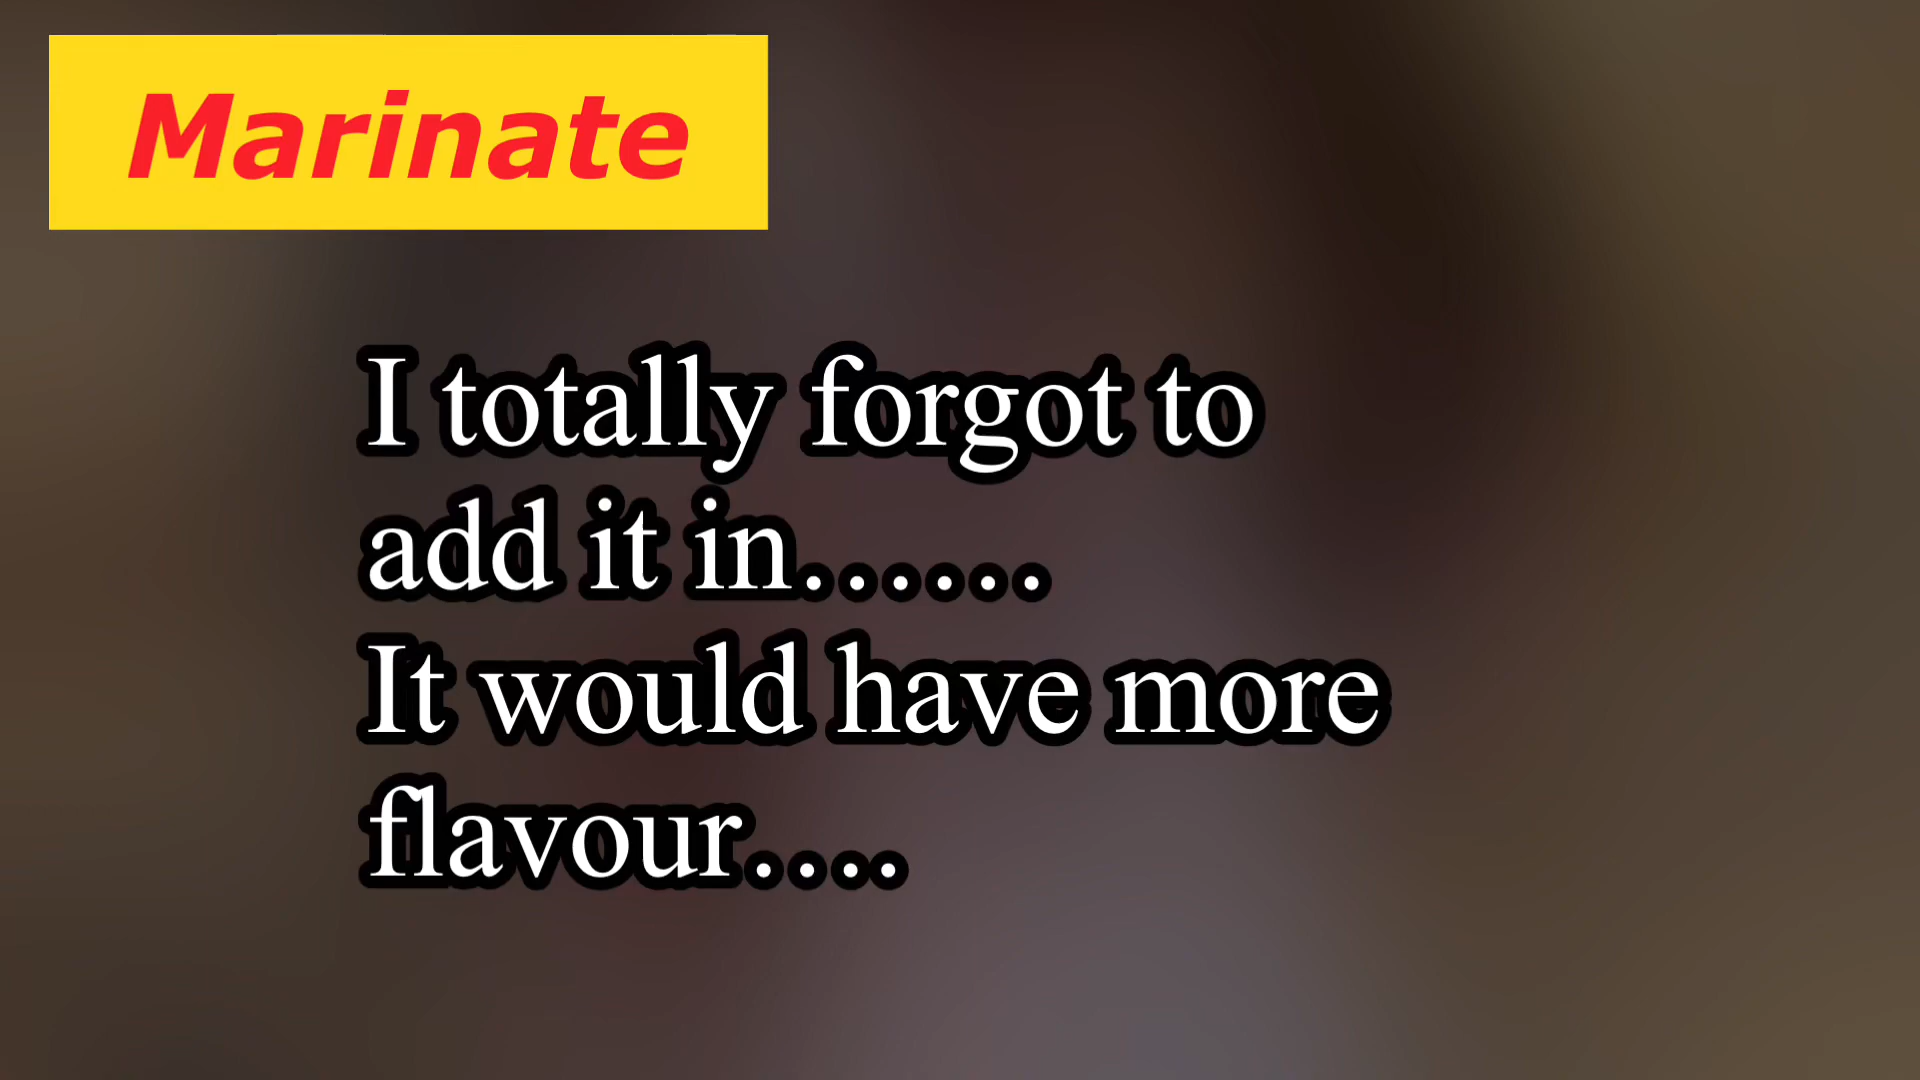 Marinate
I totally forgot to
add it in......
It would have more
flavour....